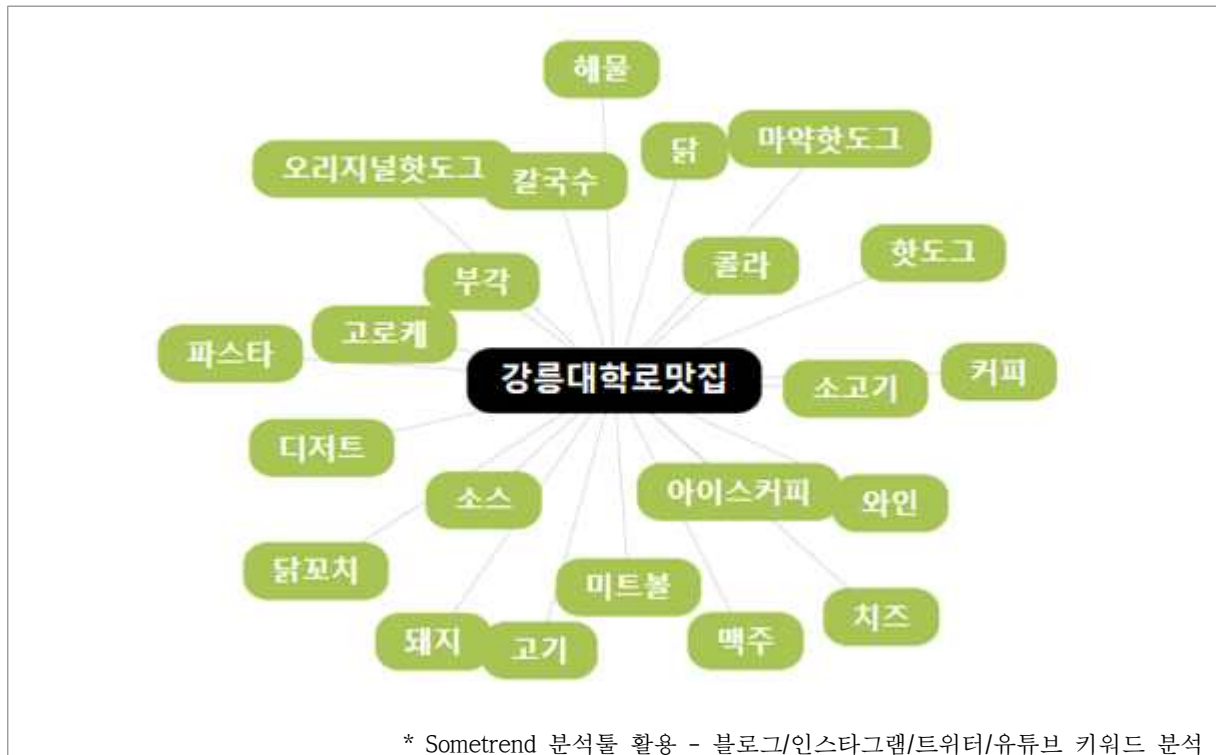 해물
닭
마약핫도그
오리지널핫도그
칼국수
핫도그
콜라
부각
고로케
파스타
강릉대학로맛집
소고기
커피
디저트
소스
아이스커피
와인
닭꼬치
미트볼
치즈
돼지
고기
맥주
* Sometrend 분석툴 활용 - 블로그/인스타그램/트위터/유튜브 키워드 분석